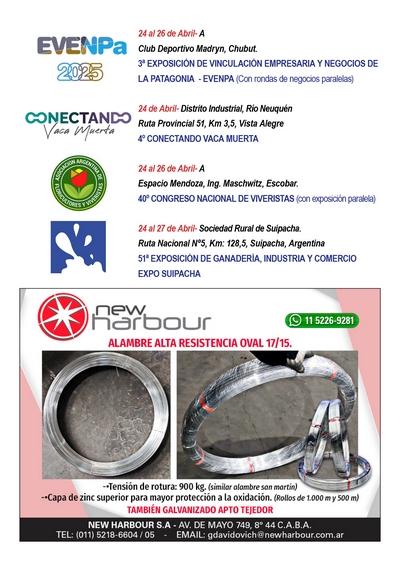 EVENPa
2025
24 al 26 de Abril- A
Club Deportivo Madryn, Chubut.
3ª EXPOSICIÓN DE VINCULACIÓN EMPRESARIA Y NEGOCIOS DE
LA PATAGONIA - EVENPA (Con rondas de negocios paralelas)
CONECTANDO
Vaca Muerta
24 de Abril- Distrito Industrial, Río Neuquén
Ruta Provincial 51, Km 3,5, Vista Alegre
4º CONECTANDO VACA MUERTA
ASOCIACION ARGENTINA DE
FLORICULTORES Y VIVERISTAS
24 al 26 de Abril- A
Espacio Mendoza, Ing. Maschwitz, Escobar.
40º CONGRESO NACIONAL DE VIVERISTAS (con exposición paralela)
24 al 27 de Abril- Sociedad Rural de Suipacha.
Ruta Nacional Nº5, Km: 128,5, Suipacha, Argentina
51ª EXPOSICIÓN DE GANADERÍA, INDUSTRIA Y COMERCIO
EXPO SUIPACHA
new
harbour
11 5226-9281
ALAMBRE ALTA RESISTENCIA OVAL 17/15.
-→Tensión de rotura: 900 kg. (similar alambre san martín)
-→Capa de zinc superior para mayor protección a la oxidación. (Rollos de 1.000 m y 500 m)
TAMBIÉN GALVANIZADO APTO TEJEDOR
NEW HARBOUR S.A - AV. DE MAYO 749, 8° 44 C.A.B.A.
TEL: (011) 5218-6604 / 05 - EMAIL: gdavidovich@newharbour.com.ar